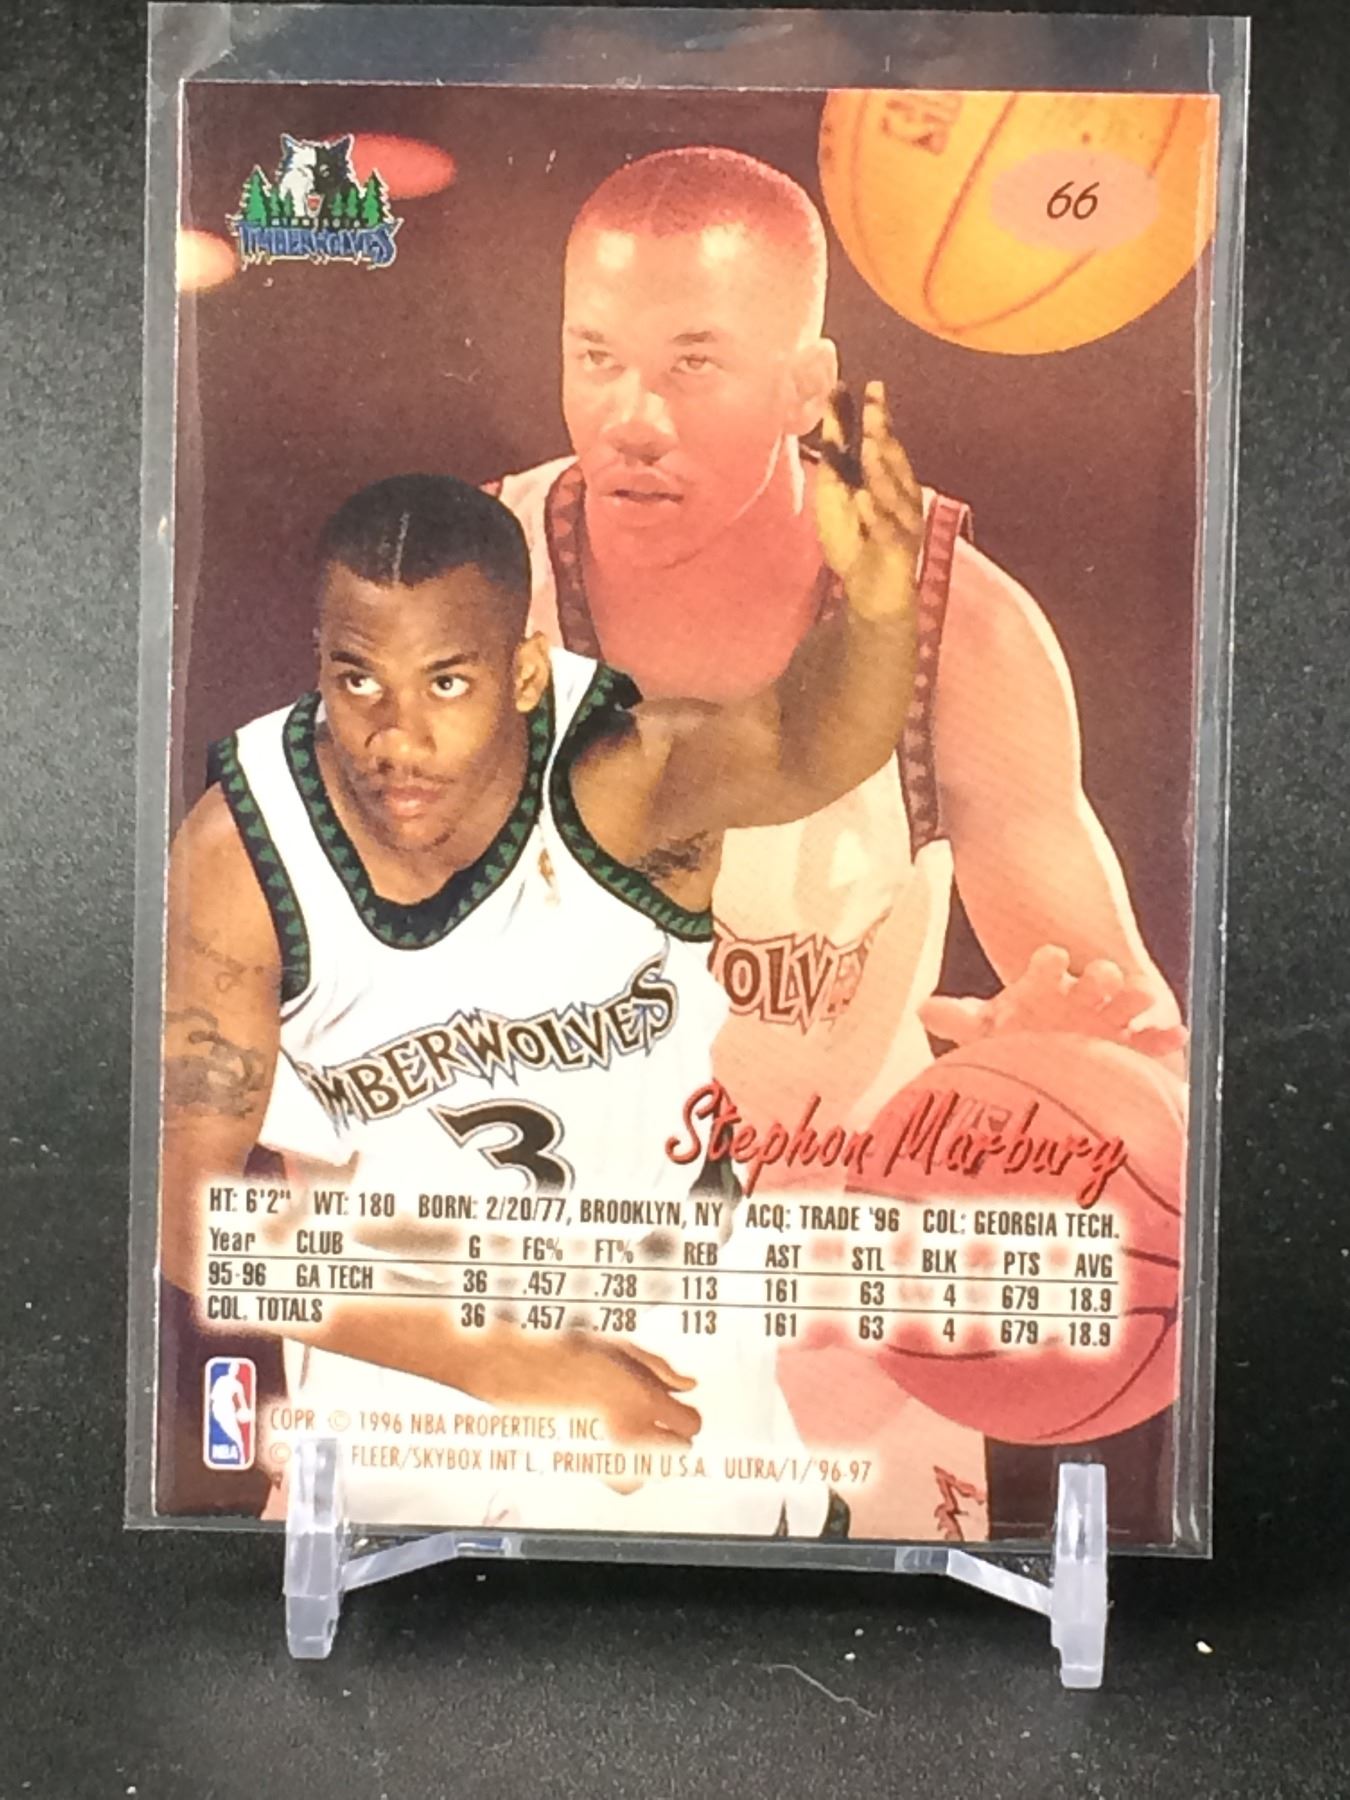 66
MINNESOTA
TIMBERWOLVES
OLV
MBERWOLVES
3
Stephon Marbury
HT: 6'2" WT: 180 BORN: 2/20/77, BROOKLYN, NY ACQ: TRADE '96 COL: GEORGIA TECH.
Year CLUB G FG% FT% REB AST STL BLK PTS AVG
95-96 GA TECH 36 .457 .738 113 161 63 4 679 18.9
COL. TOTALS 36 .457 .738 113 161 63 4 679 18.9
NBA
COPR © 1996 NBA PROPERTIES, INC.
© FLEER/SKYBOX INT'L, PRINTED IN U.S.A. ULTRA/1/'96-97